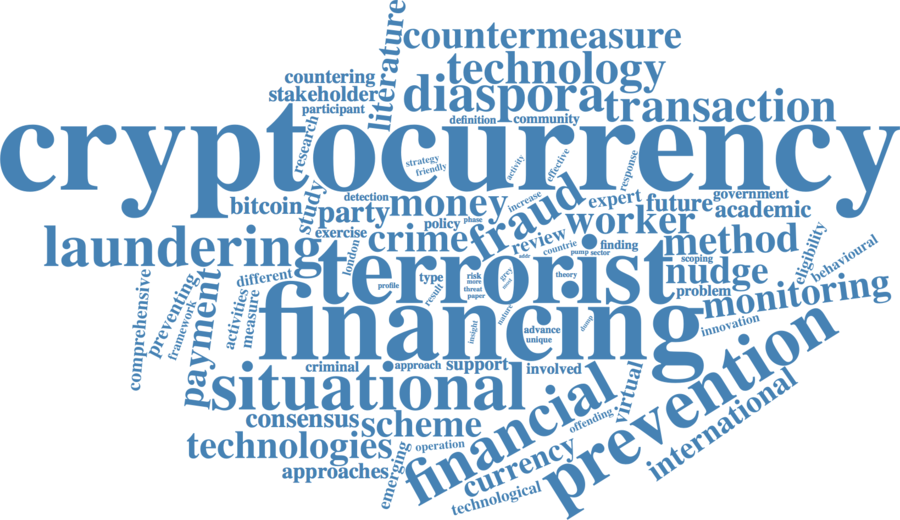 literature
countermeasure
technology
countering
stakeholder
diaspora
transaction
participant
definition
community
research
cryptocurrency
strategy
friendly
activity
effective
response
detection
bitcoin
study
party
money
increase
fraud
expert
future
government
academic
policy
phase
worker
exercise
crime
review
countrie
finding
method
eligibility
behavioural
laundering
london
addr
pump
sector
scoping
terrorist
nudge
problem
monitoring
comprehensive
preventing
framework
payment
different
activities
measure
profile
type
result
risk
more
threat
paper
grey
most
theory
financing
insight
nature
advance
unique
dump
innovation
prevention
criminal
approach
support
involved
situational
virtual
international
consensus
scheme
financial
offending
technologies
operation
currency
approaches
emerging
technological